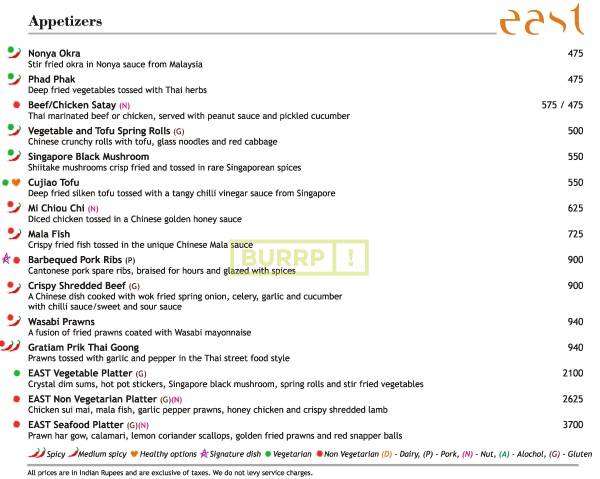 Appetizers
east
Nonya Okra 475
Stir fried okra in Nonya sauce from Malaysia
Phad Phak 475
Deep fried vegetables tossed with Thai herbs
Beef/Chicken Satay (N) 575 / 475
Thai marinated beef or chicken, served with peanut sauce and pickled cucumber
Vegetable and Tofu Spring Rolls (G) 500
Chinese crunchy rolls with tofu, glass noodles and red cabbage
Singapore Black Mushroom 550
Shiitake mushrooms crisp fried and tossed in rare Singaporean spices
Cujiao Tofu 550
Deep fried silken tofu tossed with a tangy chilli vinegar sauce from Singapore
Mi Chiou Chi (N) 625
Diced chicken tossed in a Chinese golden honey sauce
Mala Fish 725
Crispy fried fish tossed in the unique Chinese Mala sauce
BURRP!
Barbequed Pork Ribs (P) 900
Cantonese pork spare ribs, braised for hours and glazed with spices
Crispy Shredded Beef (G) 900
A Chinese dish cooked with wok fried spring onion, celery, garlic and cucumber
with chilli sauce/sweet and sour sauce
Wasabi Prawns 940
A fusion of fried prawns coated with Wasabi mayonnaise
Gratiam Prik Thai Goong 940
Prawns tossed with garlic and pepper in the Thai street food style
EAST Vegetable Platter (G) 2100
Crystal dim sums, hot pot stickers, Singapore black mushroom, spring rolls and stir fried vegetables
EAST Non Vegetarian Platter (G)(N) 2625
Chicken sui mai, mala fish, garlic pepper prawns, honey chicken and crispy shredded lamb
EAST Seafood Platter (G)(N) 3700
Prawn har gow, calamari, lemon coriander scallops, golden fried prawns and red snapper balls
Spicy Medium spicy Healthy options Signature dish Vegetarian Non Vegetarian (D) - Dairy, (P) - Pork, (N) - Nut, (A) - Alochol, (G) - Gluten
All prices are in Indian Rupees and are exclusive of taxes. We do not levy service charges.